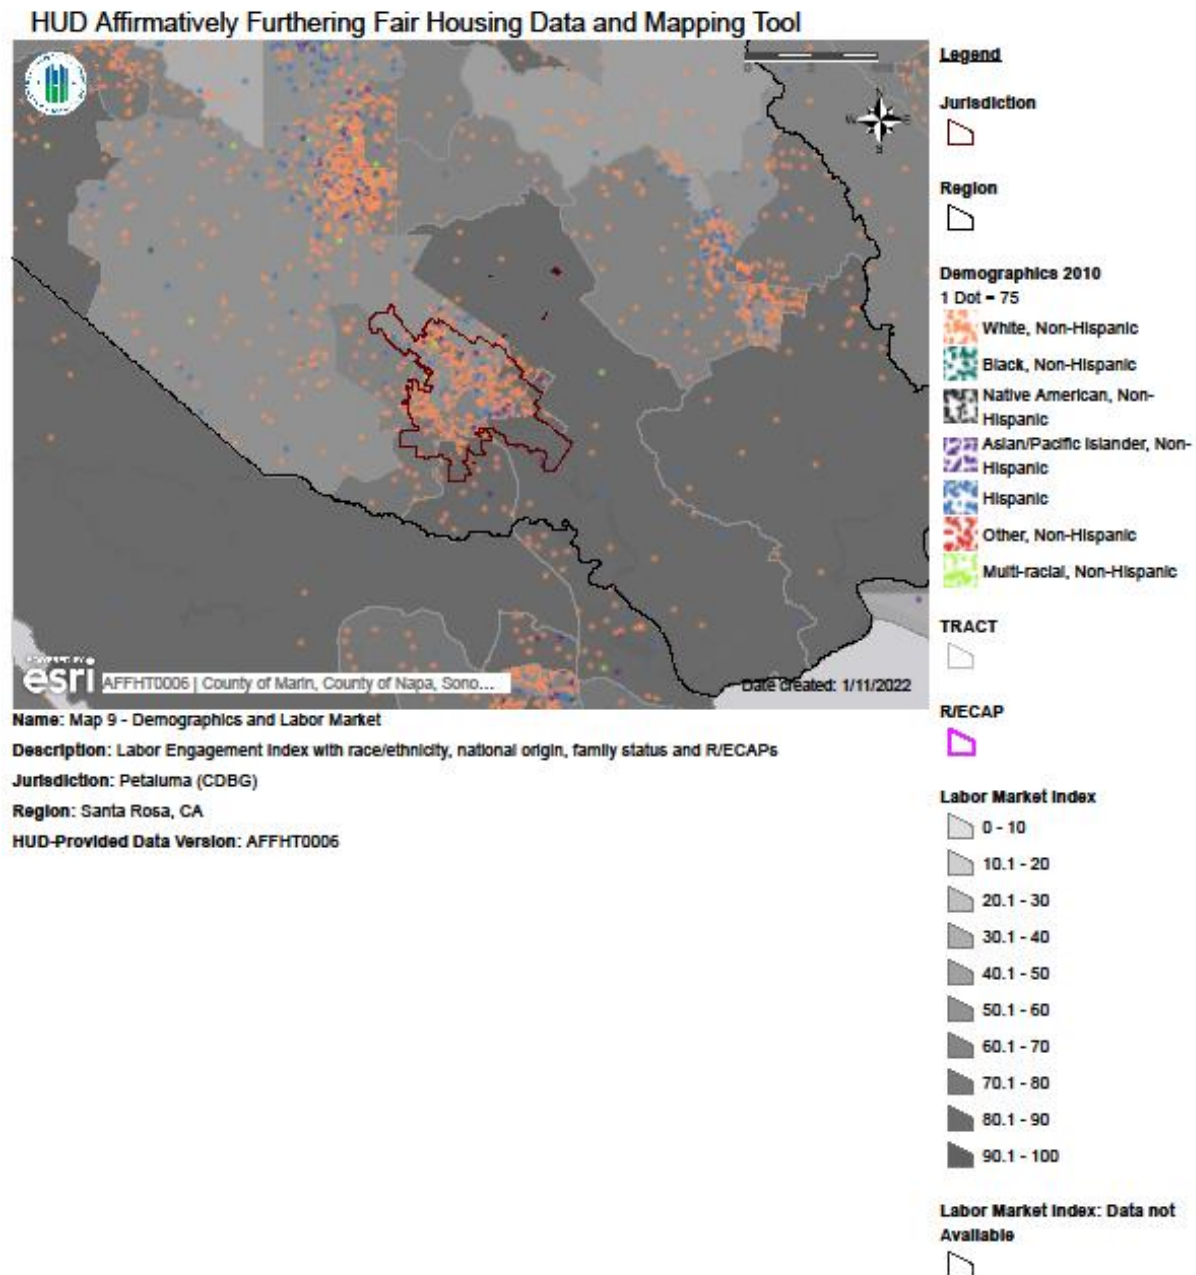 HUD Affirmatively Furthering Fair Housing Data and Mapping Tool
N
W
E
S
POWERED BY
esri
AFFHT0006 | County of Marin, County of Napa, Sono...
Date created: 1/11/2022
Name: Map 9 - Demographics and Labor Market
Description: Labor Engagement Index with race/ethnicity, national origin, family status and R/ECAPs
Jurisdiction: Petaluma (CDBG)
Region: Santa Rosa, CA
HUD-Provided Data Version: AFFHT0006
Legend
Jurisdiction
Region
Demographics 2010
1 Dot = 75
White, Non-Hispanic
Black, Non-Hispanic
Native American, Non-
Hispanic
Asian/Pacific Islander, Non-
Hispanic
Hispanic
Other, Non-Hispanic
Multi-racial, Non-Hispanic
TRACT
R/ECAP
Labor Market Index
0 - 10
10.1 - 20
20.1 - 30
30.1 - 40
40.1 - 50
50.1 - 60
60.1 - 70
70.1 - 80
80.1 - 90
90.1 - 100
Labor Market Index: Data not
Available